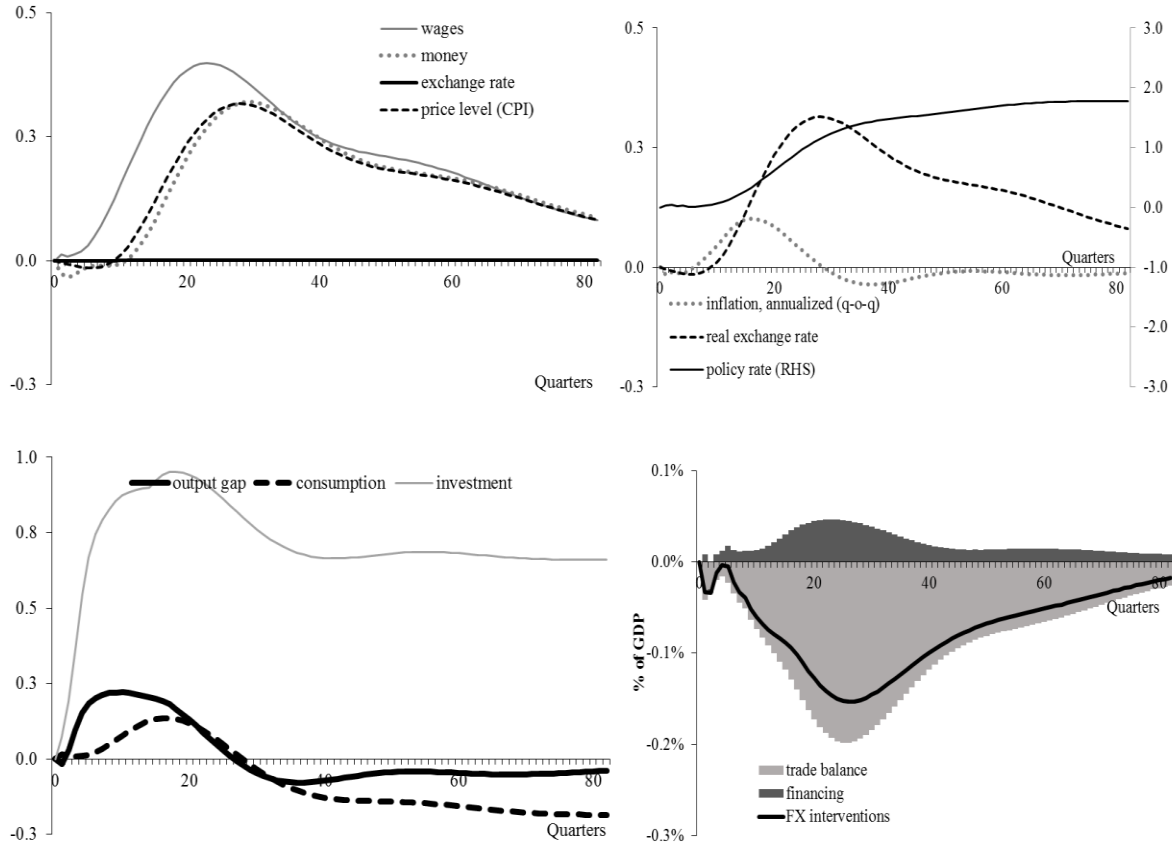 0.5
wages
money
exchange rate
price level (CPI)
0.3
0.0
0 20 40 60 80
-0.3
Quarters
0.5
0.3
0.0
-0.3
3.0
2.0
1.0
0.0
-1.0
-2.0
-3.0
Quarters
0 20 40 60 80
inflation, annualized (q-o-q)
real exchange rate
policy rate (RHS)
1.0
output gap consumption investment
0.8
0.5
0.3
0.0
0 20 40 60 80
-0.3
Quarters
0.1%
0.0%
0 20 40 60 80
Quarters
% of GDP
-0.1%
-0.2%
-0.3%
trade balance
financing
FX interventions